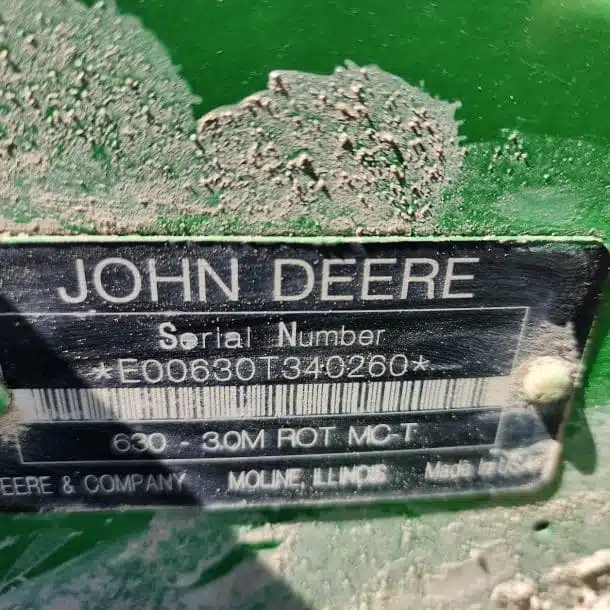 JOHN DEERE
Serial Number
*E00630T340260*
630 - 3.0M ROT MC-T
EERE & COMPANY MOLINE, ILLINOIS Made in USA